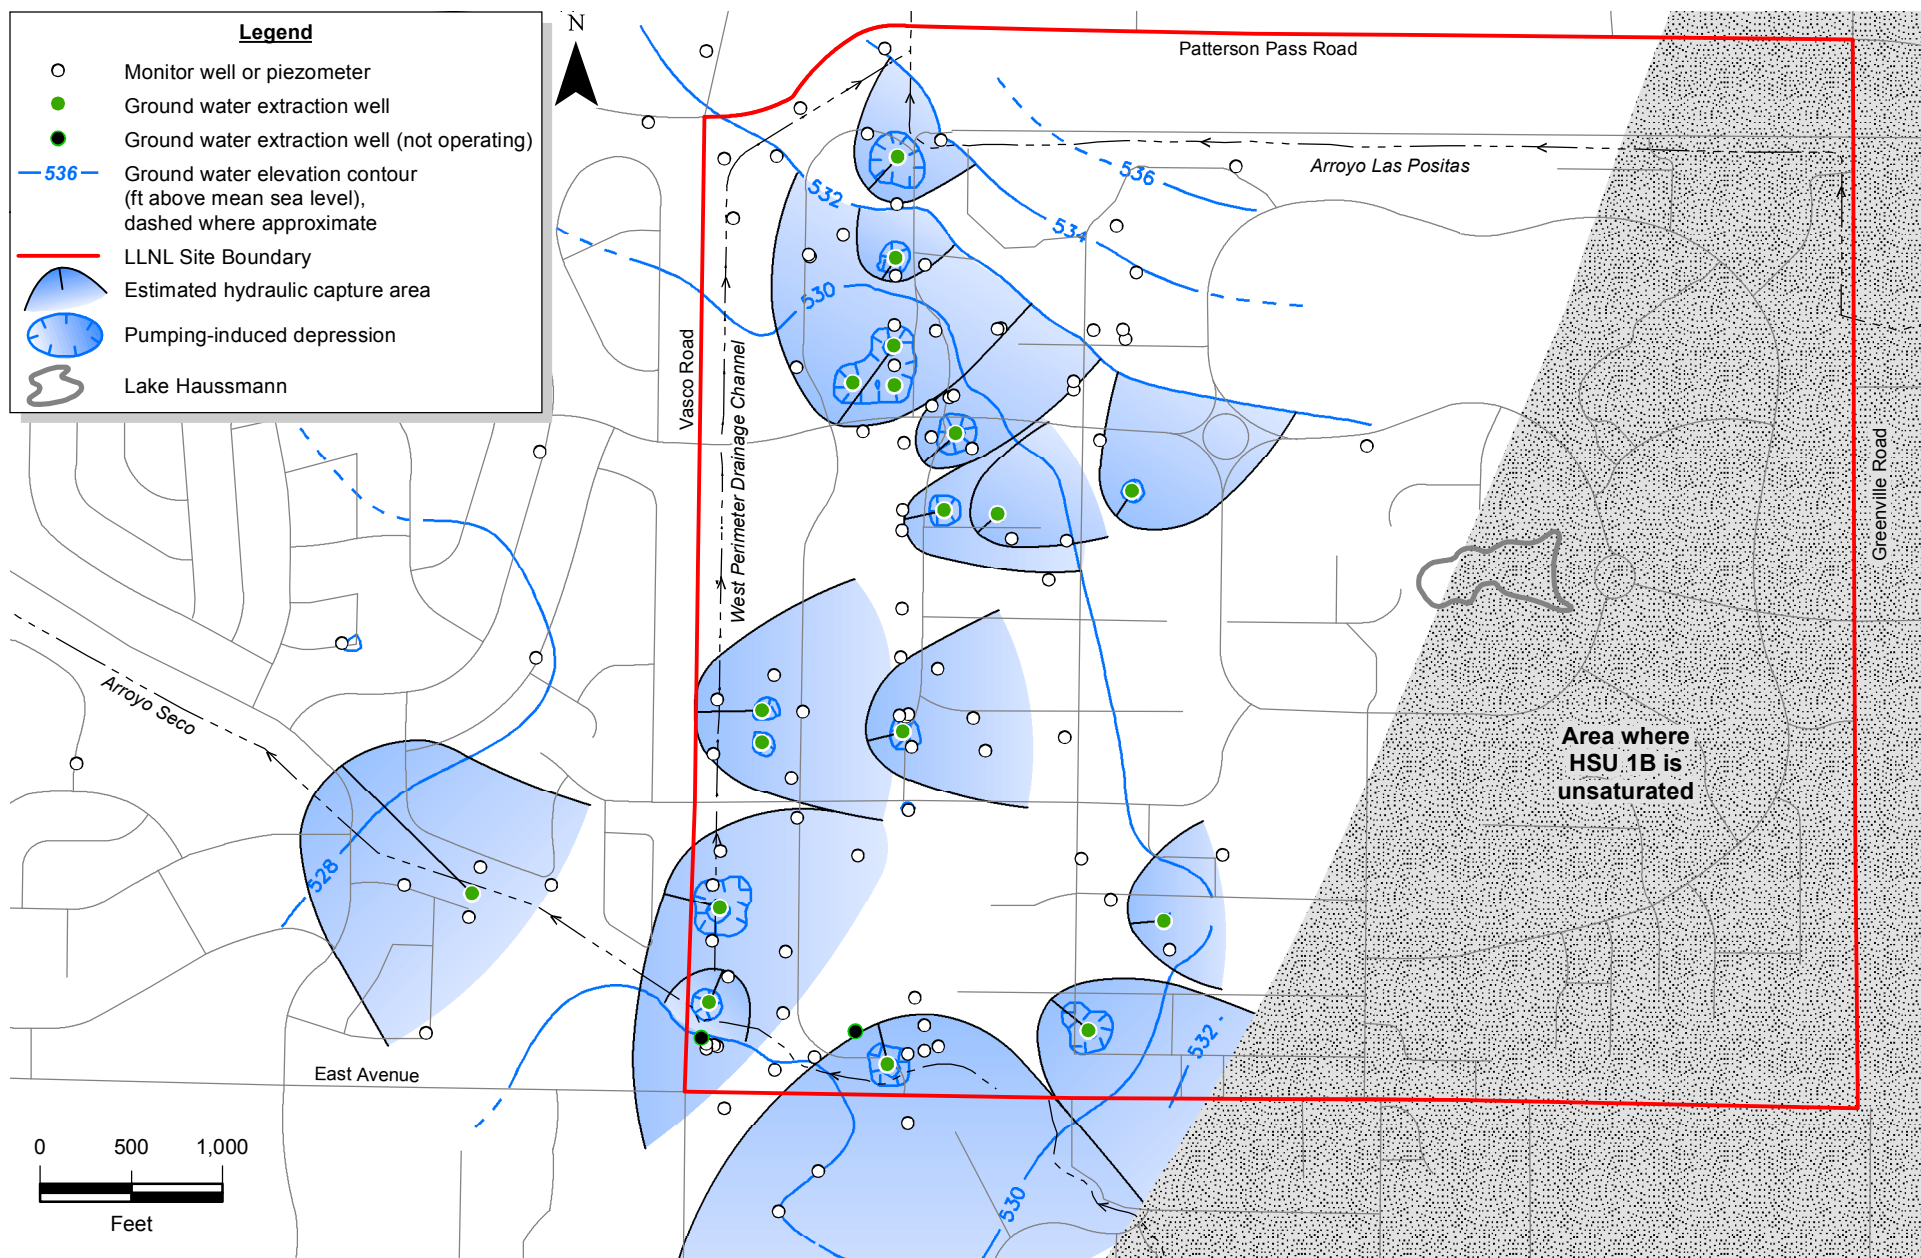 Legend
Monitor well or piezometer
Ground water extraction well
Ground water extraction well (not operating)
536
Ground water elevation contour
(ft above mean sea level),
dashed where approximate
LLNL Site Boundary
Estimated hydraulic capture area
Pumping-induced depression
Lake Haussmann
N
Patterson Pass Road
Arroyo Las Positas
536
532
534
530
Vasco Road
West Perimeter Drainage Channel
Greenville Road
Arroyo Seco
Area where
HSU 1B is
unsaturated
528
532
East Avenue
530
0 500 1,000
Feet